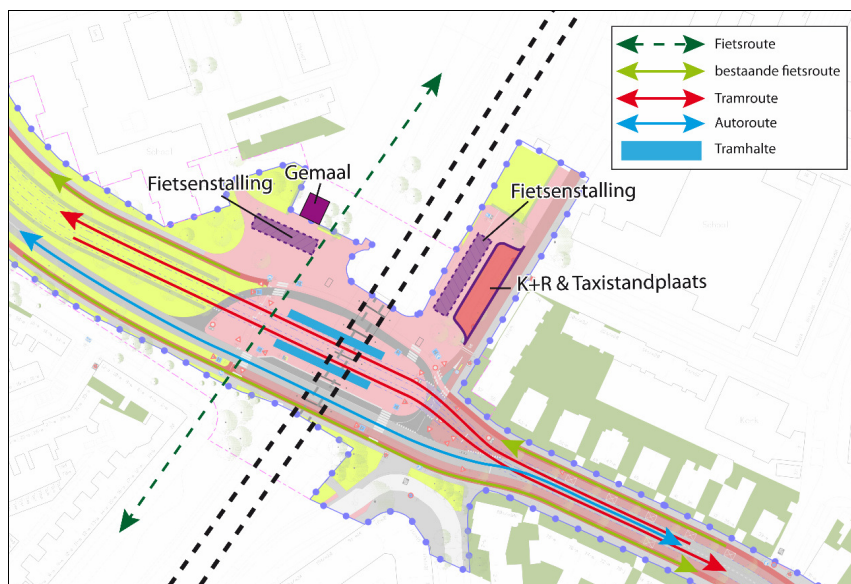 Fietsroute
bestaande fietsroute
Tramroute
Autoroute
Tramhalte
Gemaal
Fietsenstalling
Fietsenstalling
K+R & Taxistandplaats
School
School